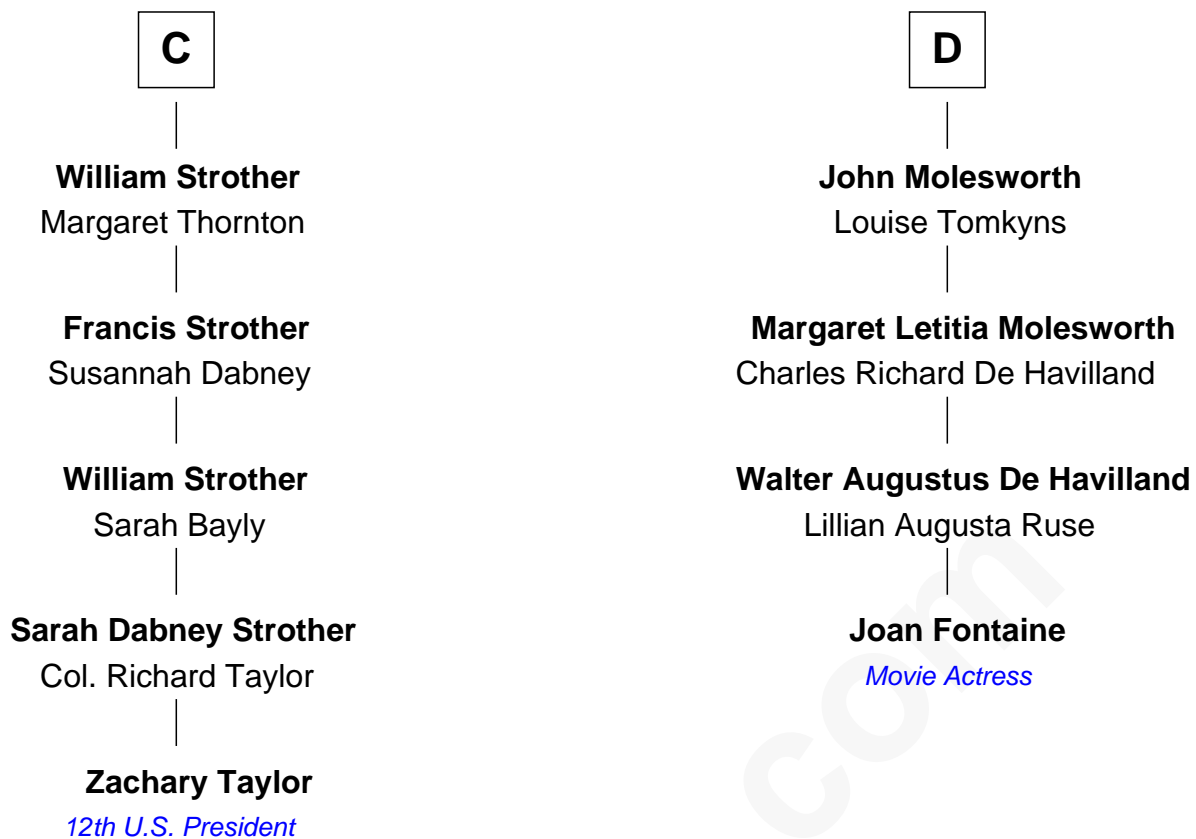 C
William Strother
Margaret Thornton
Francis Strother
Susannah Dabney
William Strother
Sarah Bayly
Sarah Dabney Strother
Col. Richard Taylor
Zachary Taylor
12th U.S. President
D
John Molesworth
Louise Tomkyns
Margaret Letitia Molesworth
Charles Richard De Havilland
Walter Augustus De Havilland
Lillian Augusta Ruse
Joan Fontaine
Movie Actress
com